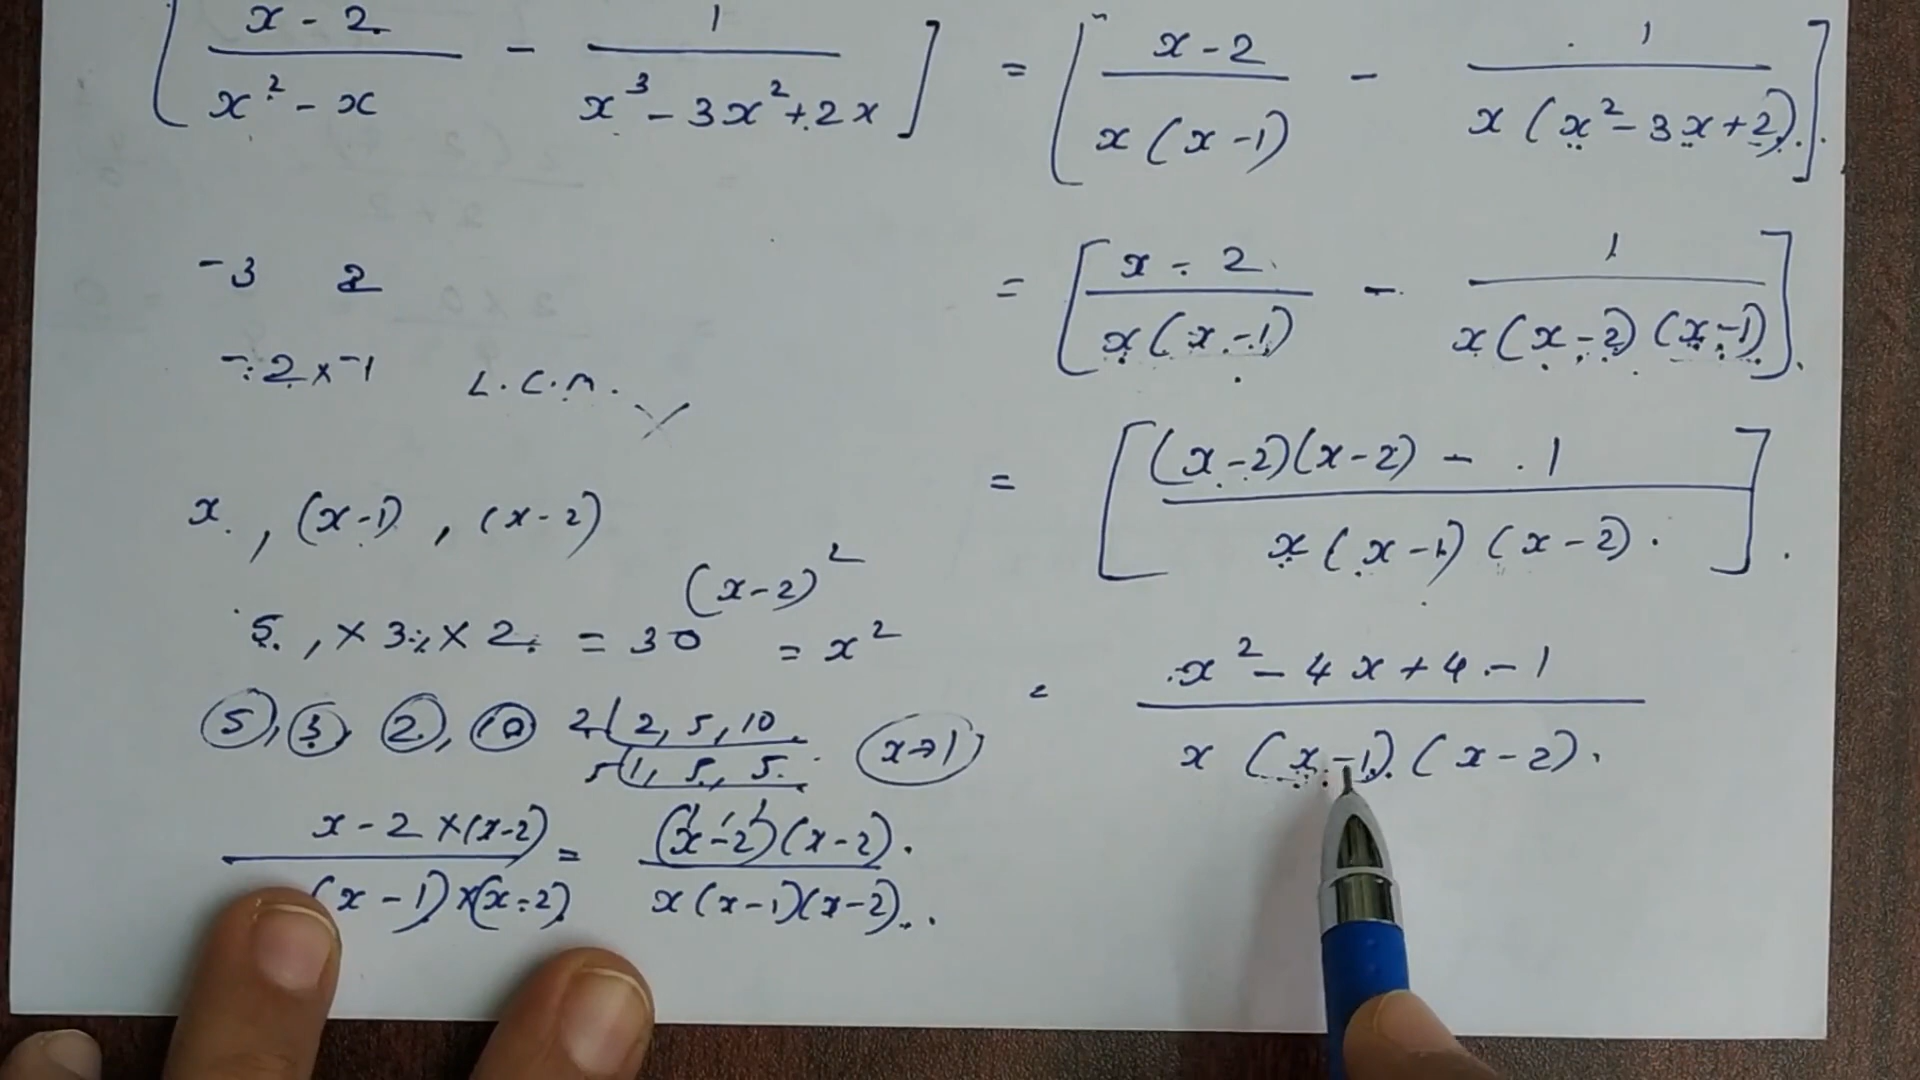 [ x - 2 / x² - x - 1 / x³ - 3x² + 2x ] = [ x - 2 / x(x - 1) - 1 / x(x² - 3x + 2) ]
-3 2
= [ x - 2 / x(x - 1) - 1 / x(x - 2)(x - 1) ]
-2 × -1 L.C.M.
= [ (x - 2)(x - 2) - 1 / x(x - 1)(x - 2) ]
x, (x - 1), (x - 2)
(x - 2)²
5, × 3 × 2 = 30 = x²
= x² - 4x + 4 - 1 / x(x - 1)(x - 2)
5, 3, 2, 10 2 | 2, 5, 10 x→1
5 | 1, 5, 5
x - 2 × (x - 2) / (x - 1) × (x - 2) = (x - 2)(x - 2) / x(x - 1)(x - 2)